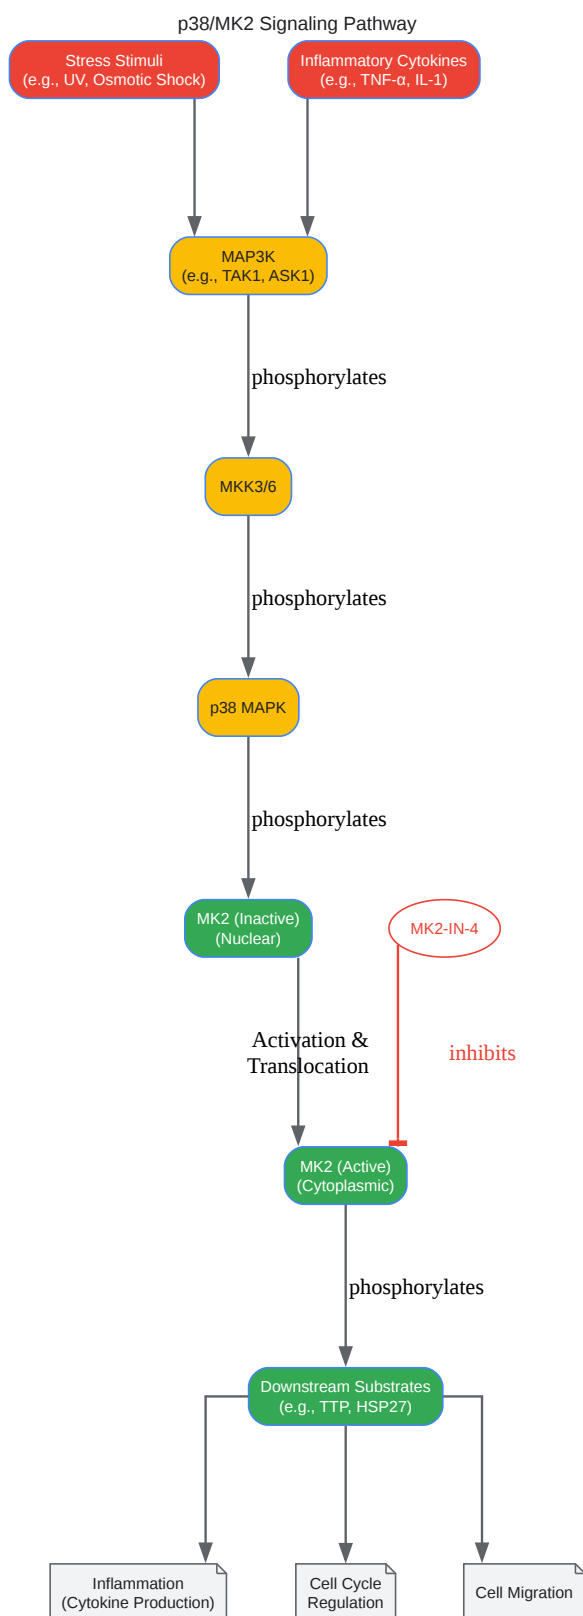 p38/MK2 Signaling Pathway
Stress Stimuli
(e.g., UV, Osmotic Shock)
Inflammatory Cytokines
(e.g., TNF-α, IL-1)
MAP3K
(e.g., TAK1, ASK1)
phosphorylates
MKK3/6
phosphorylates
p38 MAPK
phosphorylates
MK2 (Inactive)
(Nuclear)
MK2-IN-4
Activation &
Translocation
inhibits
MK2 (Active)
(Cytoplasmic)
phosphorylates
Downstream Substrates
(e.g., TTP, HSP27)
Inflammation
(Cytokine Production)
Cell Cycle
Regulation
Cell Migration